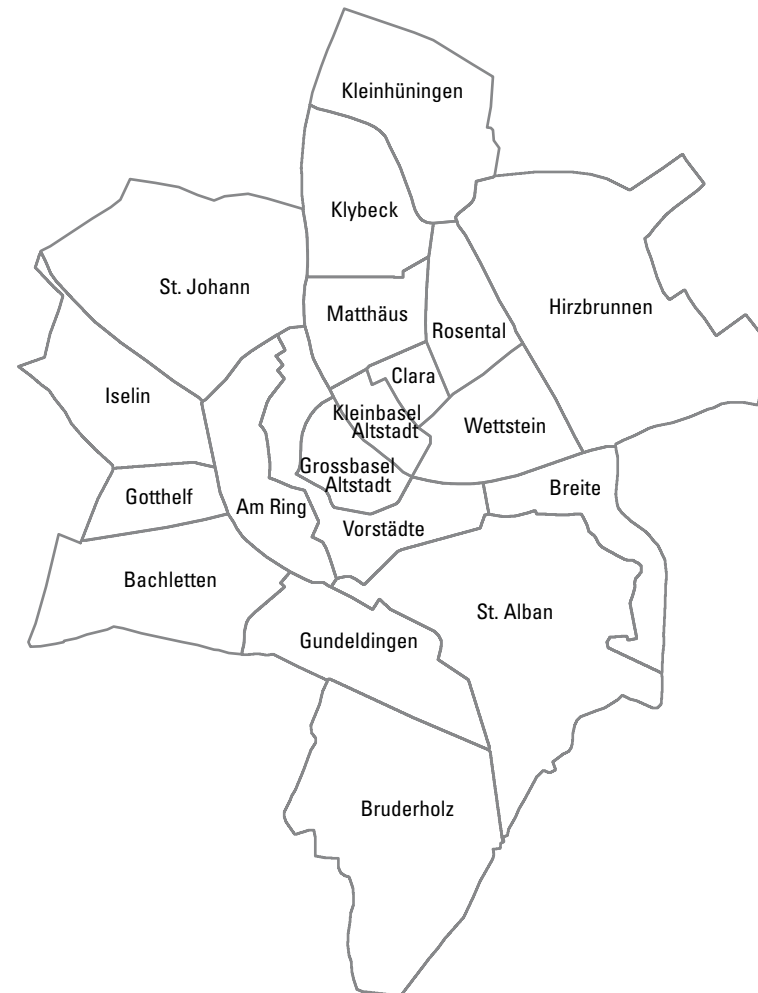 Kleinhüningen
Klybeck
St. Johann
Hirzbrunnen
Matthäus
Rosental
Clara
Iselin
Kleinbasel
Altstadt
Wettstein
Grossbasel
Altstadt
Gotthelf
Breite
Am Ring
Vorstädte
Bachletten
St. Alban
Gundeldingen
Bruderholz